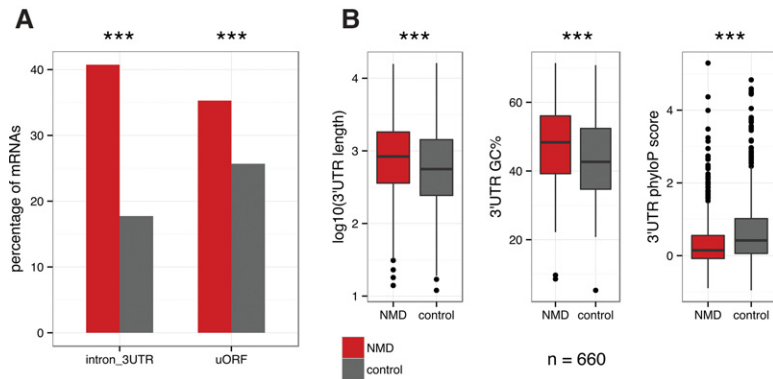 A
B
*** ***
*** *** ***
percentage of mRNAs
40
30
20
10
0
intron_3UTR uORF
log10(3'UTR length)
4
3
2
1
NMD control
3'UTR GC%
60
40
20
NMD control
3'UTR phyloP score
4
2
0
NMD control
NMD
control
n = 660